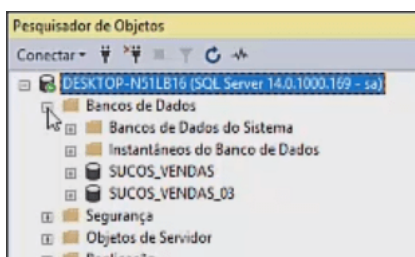 Pesquisador de Objetos
Conectar
DESKTOP-N51LB16 (SQL Server 14.0.1000.169 - sa)
Bancos de Dados
Bancos de Dados do Sistema
Instantâneos do Banco de Dados
SUCOS_VENDAS
SUCOS_VENDAS_03
Segurança
Objetos de Servidor